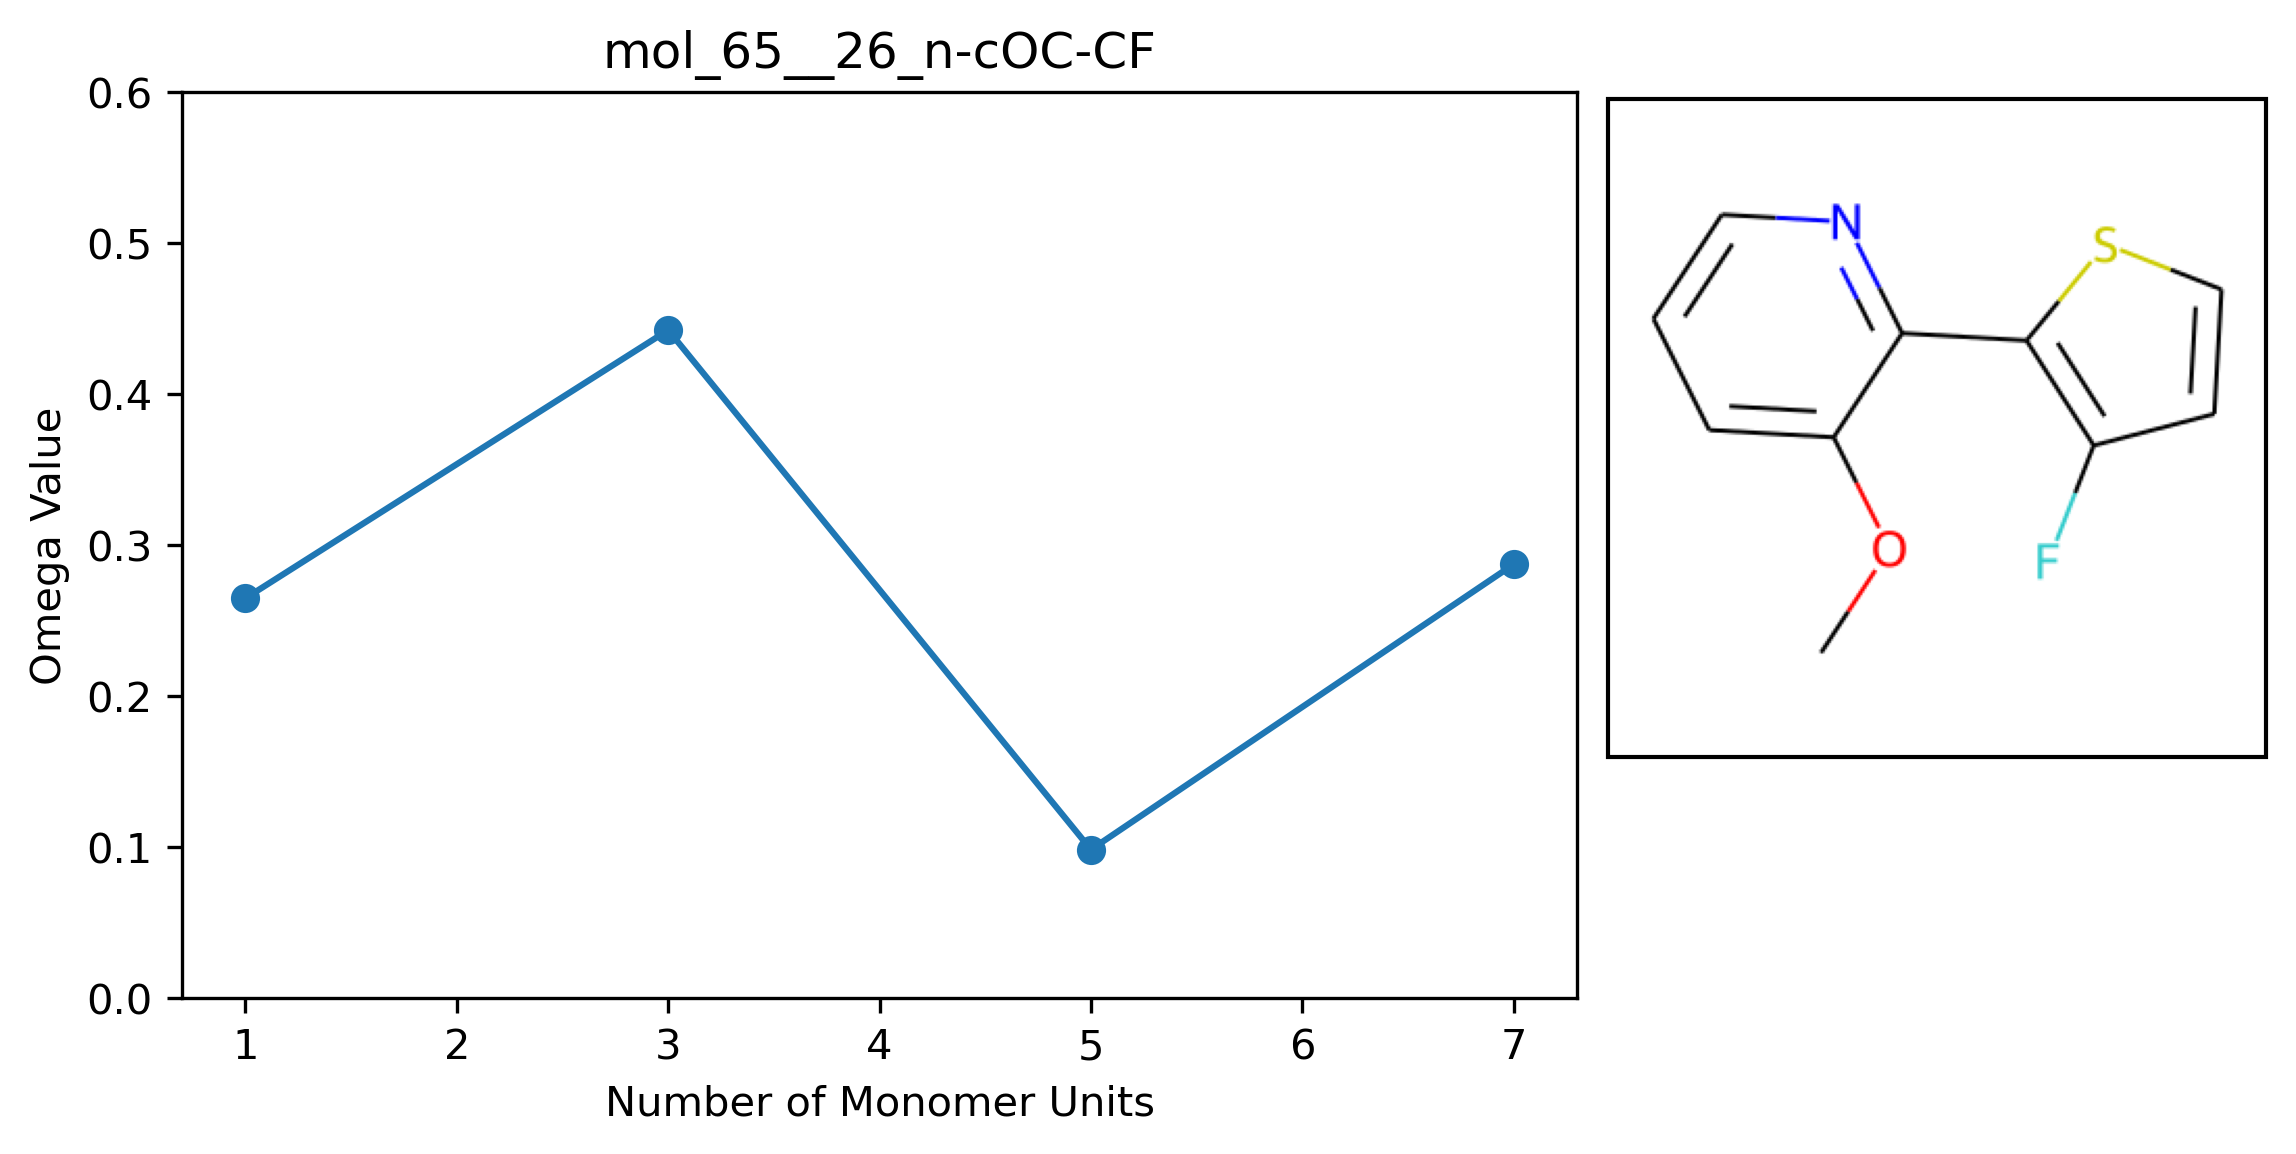 mol_65__26_n-cOC-CF
0.6
0.5
0.4
0.3
0.2
0.1
0.0
Omega Value
1 2 3 4 5 6 7
Number of Monomer Units
N
S
O
F